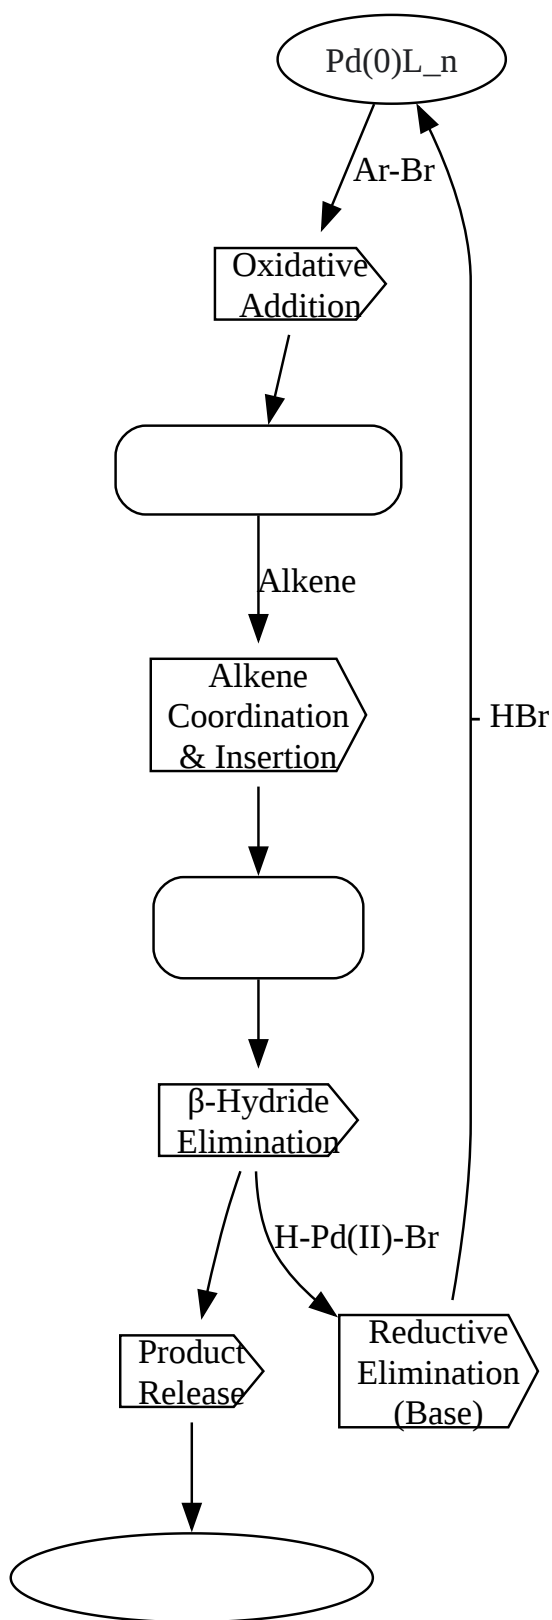 Pd(0)L_n
Ar-Br
Oxidative
Addition
Alkene
Alkene
Coordination
& Insertion
- HBr
β-Hydride
Elimination
H-Pd(II)-Br
Product
Release
Reductive
Elimination
(Base)